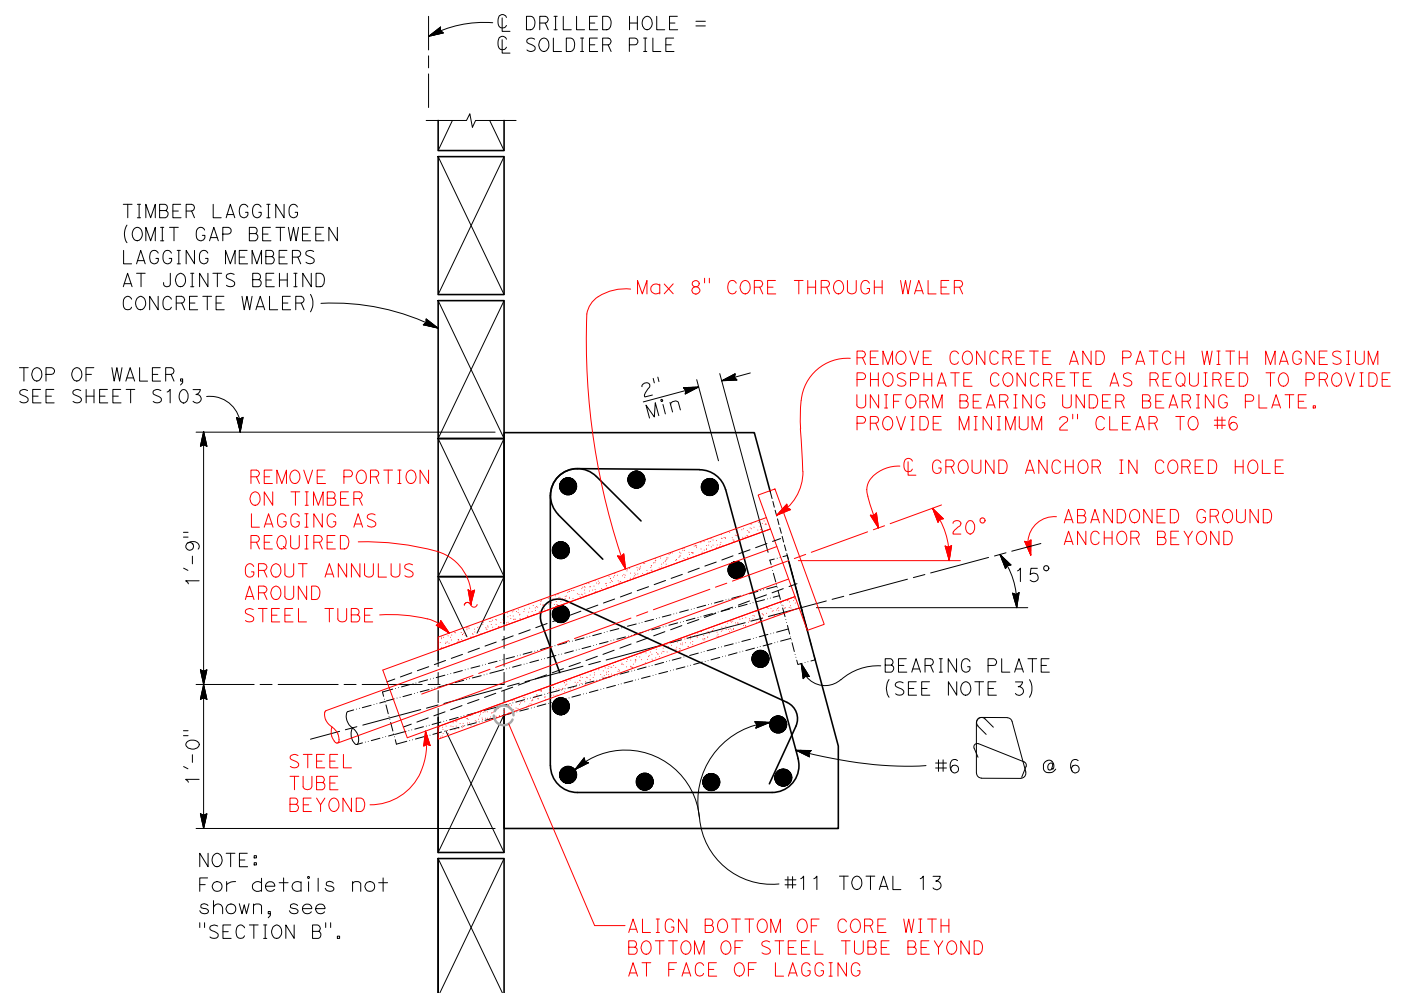 ℄ DRILLED HOLE =
℄ SOLDIER PILE
TIMBER LAGGING
(OMIT GAP BETWEEN
LAGGING MEMBERS
AT JOINTS BEHIND
CONCRETE WALER)
Max 8" CORE THROUGH WALER
TOP OF WALER,
SEE SHEET S103
2"
Min
REMOVE CONCRETE AND PATCH WITH MAGNESIUM
PHOSPHATE CONCRETE AS REQUIRED TO PROVIDE
UNIFORM BEARING UNDER BEARING PLATE.
PROVIDE MINIMUM 2" CLEAR TO #6
℄ GROUND ANCHOR IN CORED HOLE
REMOVE PORTION
ON TIMBER
LAGGING AS
REQUIRED
20°
ABANDONED GROUND
ANCHOR BEYOND
1'-9"
GROUT ANNULUS
AROUND
STEEL TUBE
15°
BEARING PLATE
(SEE NOTE 3)
1'-0"
STEEL
TUBE
BEYOND
#6 @ 6
NOTE:
For details not
shown, see
"SECTION B".
#11 TOTAL 13
ALIGN BOTTOM OF CORE WITH
BOTTOM OF STEEL TUBE BEYOND
AT FACE OF LAGGING